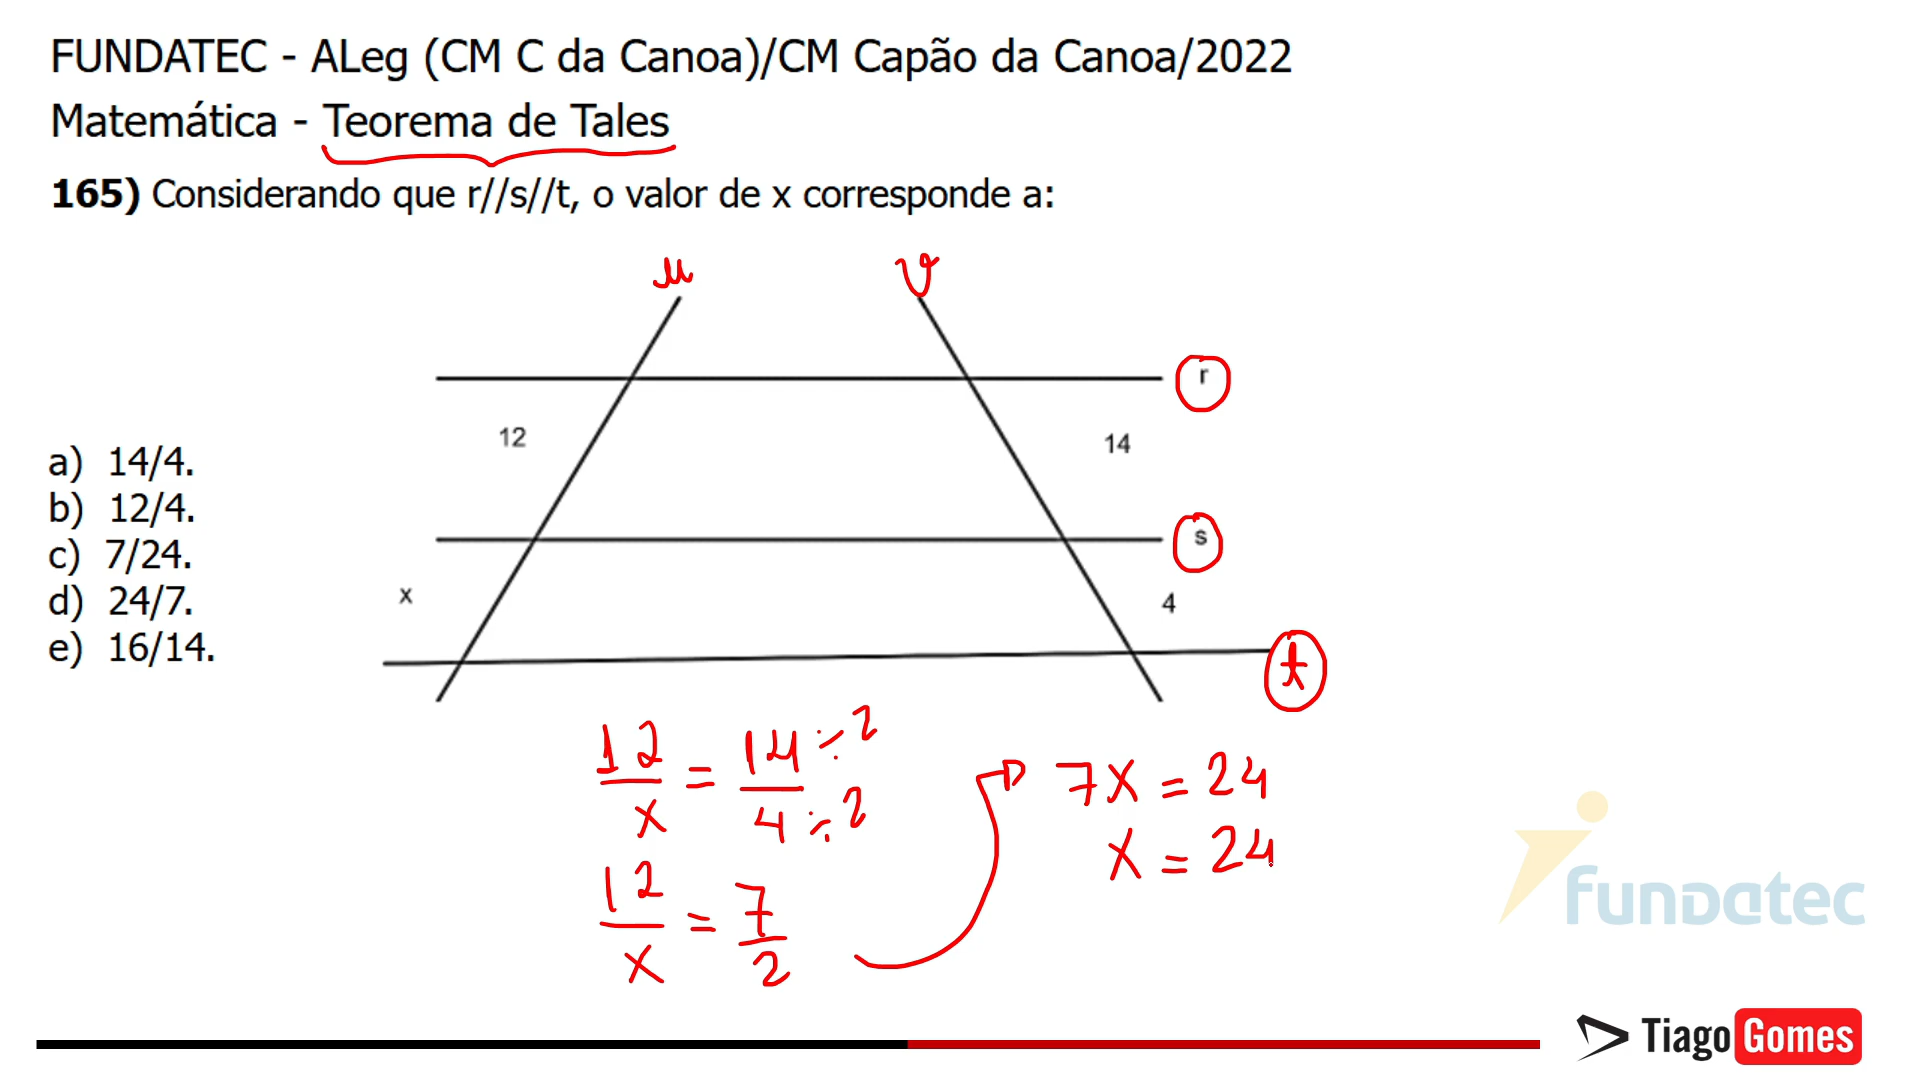 FUNDATEC - ALeg (CM C da Canoa)/CM Capão da Canoa/2022
Matemática - Teorema de Tales
165) Considerando que r//s//t, o valor de x corresponde a:
u v
r
12 14
s
x 4
t
a) 14/4.
b) 12/4.
c) 7/24.
d) 24/7.
e) 16/14.
12/x = 14÷2/4÷2
12/x = 7/2
7x = 24
x = 24
fundatec
Tiago Gomes